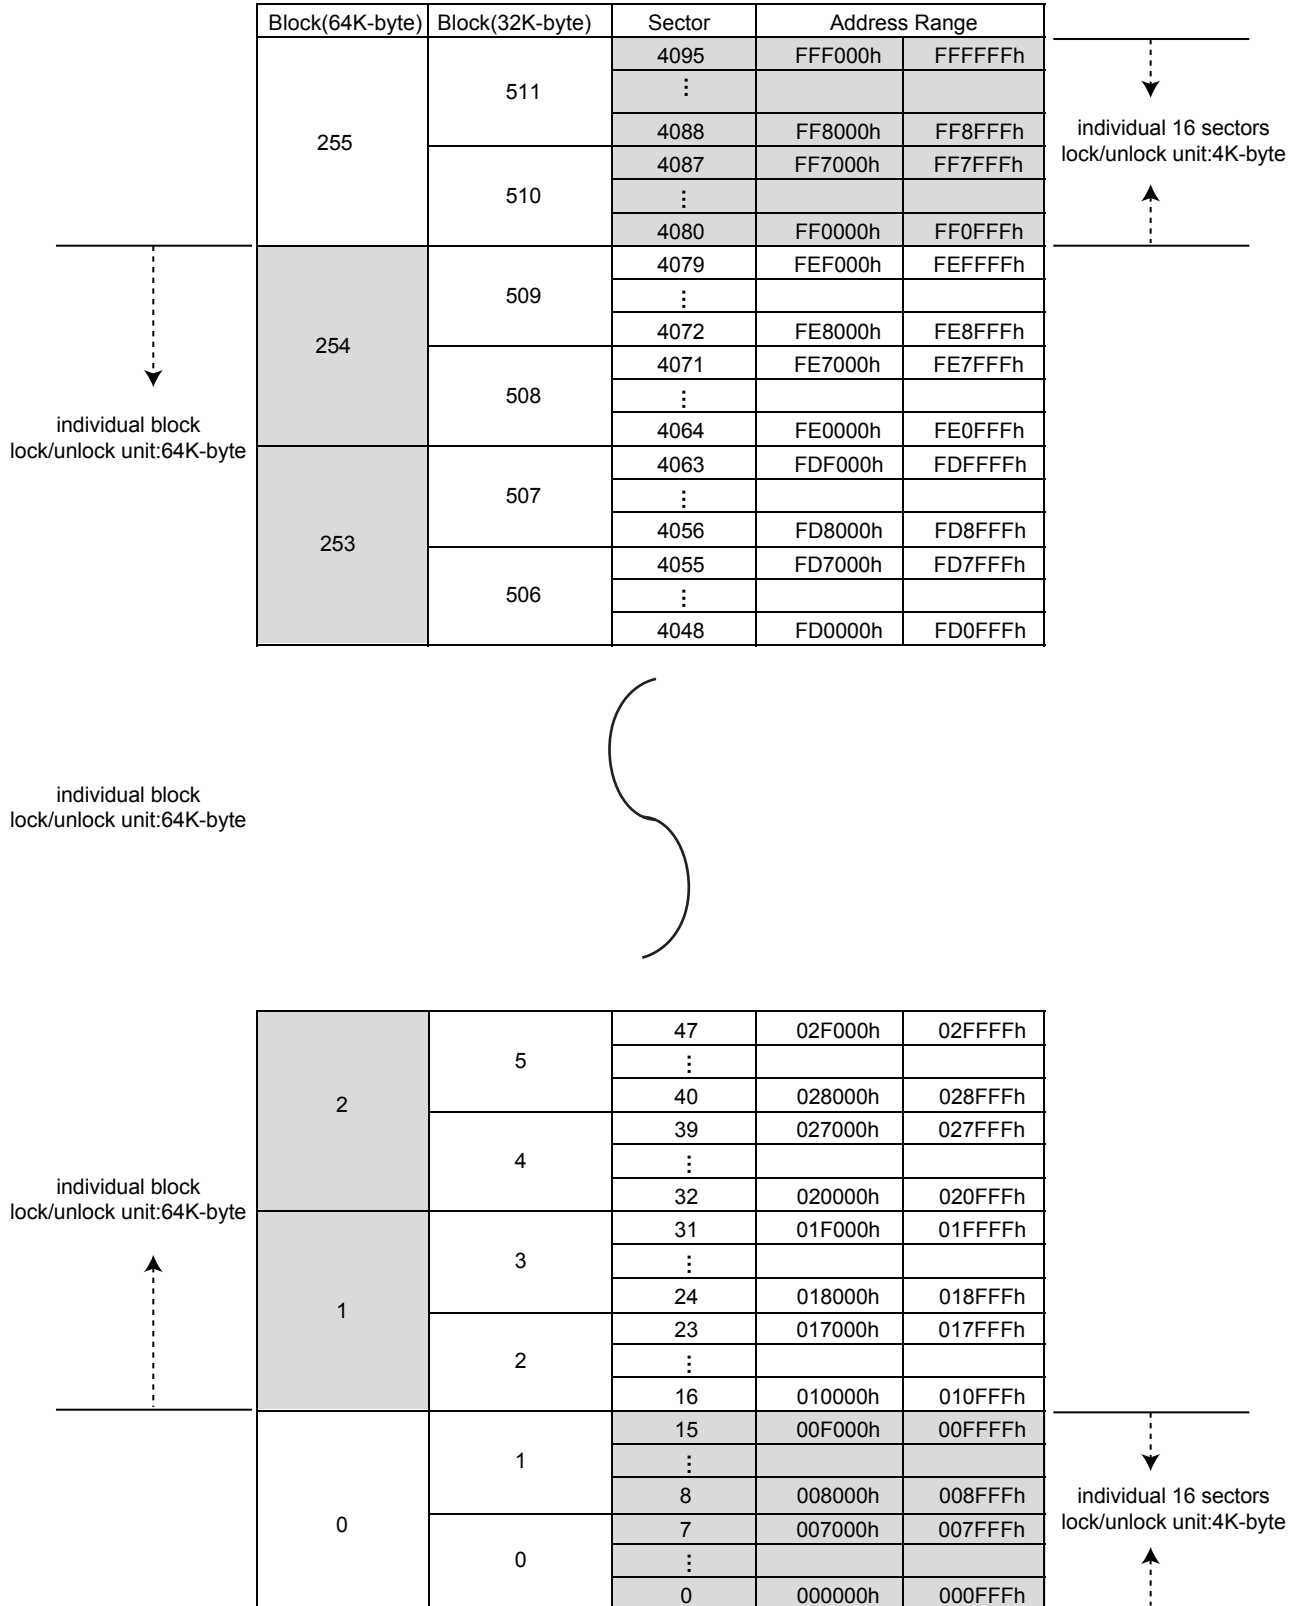 Block(64K-byte) Block(32K-byte) Sector Address Range
4095 FFF000h FFFFFFh
511 ⋮
individual 16 sectors
lock/unlock unit:4K-byte
255 4088 FF8000h FF8FFFh
4087 FF7000h FF7FFFh
510 ⋮
4080 FF0000h FF0FFFh
4079 FEF000h FEFFFFh
509 ⋮
4072 FE8000h FE8FFFh
254
4071 FE7000h FE7FFFh
508 ⋮
individual block
lock/unlock unit:64K-byte
4064 FE0000h FE0FFFh
4063 FDF000h FDFFFFh
507 ⋮
4056 FD8000h FD8FFFh
253
4055 FD7000h FD7FFFh
506 ⋮
4048 FD0000h FD0FFFh
individual block
lock/unlock unit:64K-byte
47 02F000h 02FFFFh
5 ⋮
40 028000h 028FFFh
2
39 027000h 027FFFh
4 ⋮
individual block
lock/unlock unit:64K-byte
32 020000h 020FFFh
31 01F000h 01FFFFh
3 ⋮
24 018000h 018FFFh
1
23 017000h 017FFFh
2 ⋮
16 010000h 010FFFh
15 00F000h 00FFFFh
1 ⋮
8 008000h 008FFFh
individual 16 sectors
lock/unlock unit:4K-byte
0
7 007000h 007FFFh
0 ⋮
0 000000h 000FFFh